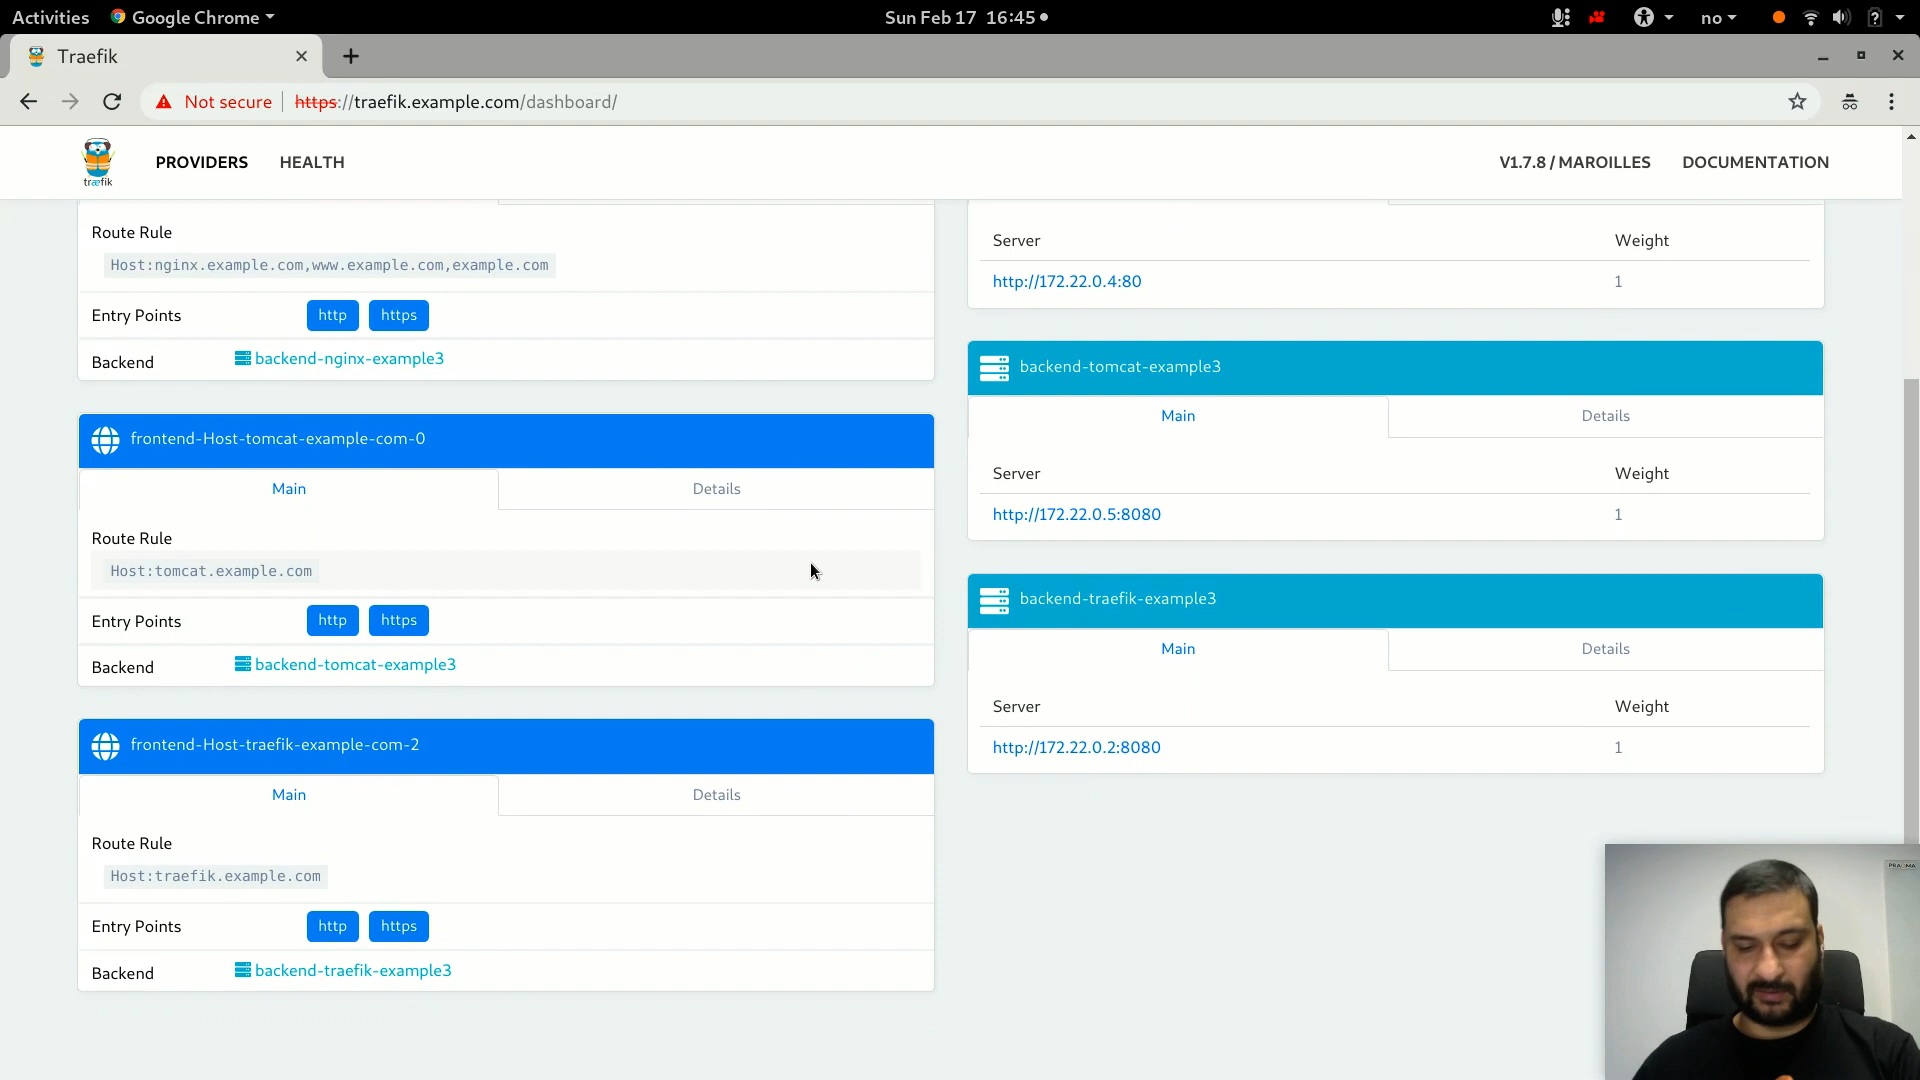 Activities Google Chrome Sun Feb 17 16:45 no
Traefik
Not secure https://traefik.example.com/dashboard/
træfik PROVIDERS HEALTH V1.7.8 / MAROILLES DOCUMENTATION
Route Rule
Host:nginx.example.com,www.example.com,example.com
Entry Points http https
Backend backend-nginx-example3
frontend-Host-tomcat-example-com-0
Main Details
Route Rule
Host:tomcat.example.com
Entry Points http https
Backend backend-tomcat-example3
frontend-Host-traefik-example-com-2
Main Details
Route Rule
Host:traefik.example.com
Entry Points http https
Backend backend-traefik-example3
Server Weight
http://172.22.0.4:80 1
backend-tomcat-example3
Main Details
Server Weight
http://172.22.0.5:8080 1
backend-traefik-example3
Main Details
Server Weight
http://172.22.0.2:8080 1